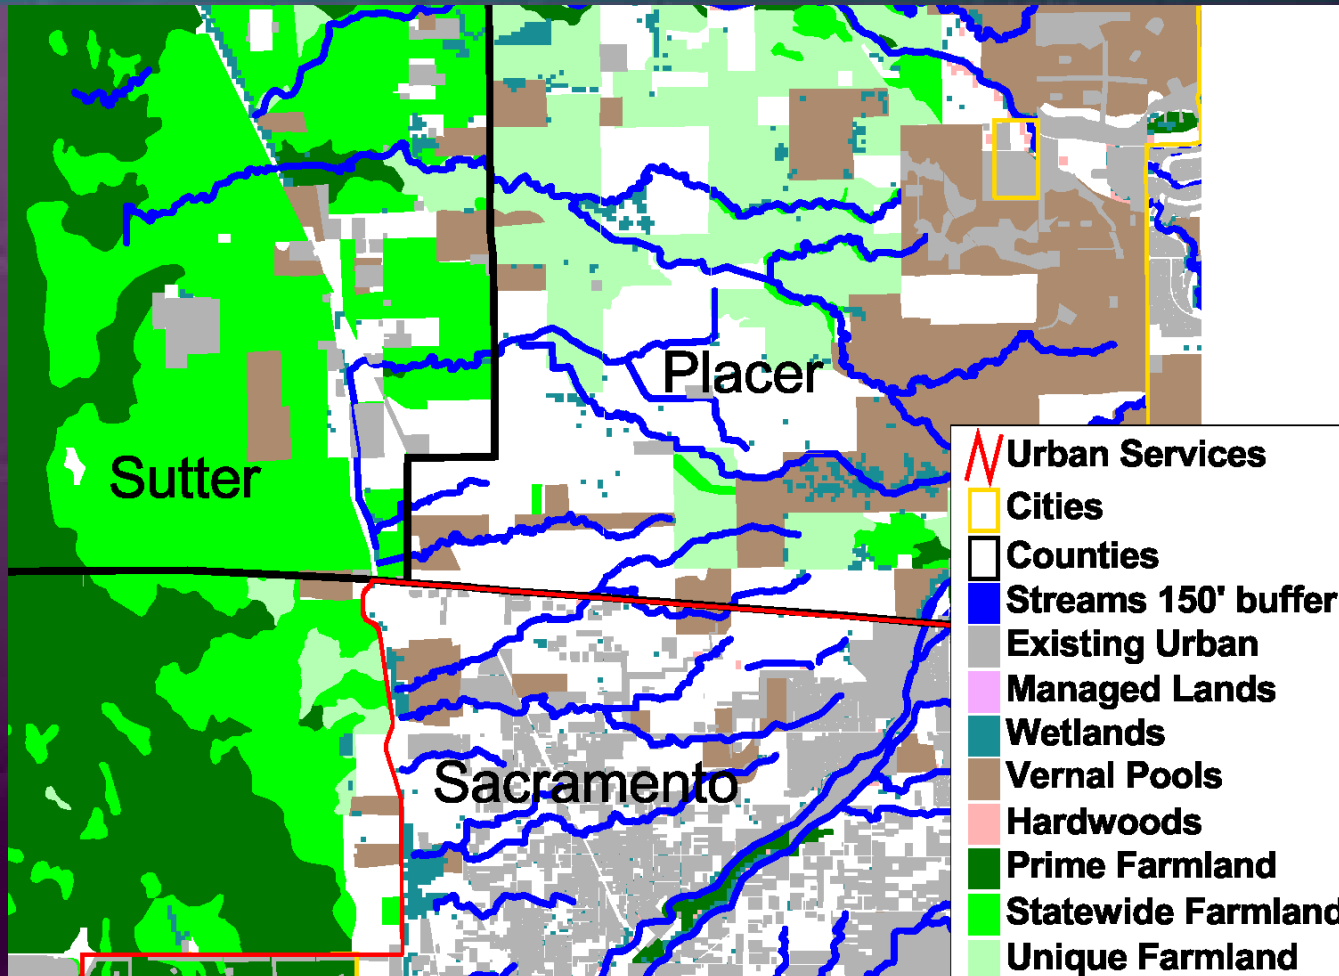 Placer
Sutter
Sacramento
Urban Services
Cities
Counties
Streams 150' buffer
Existing Urban
Managed Lands
Wetlands
Vernal Pools
Hardwoods
Prime Farmland
Statewide Farmland
Unique Farmland